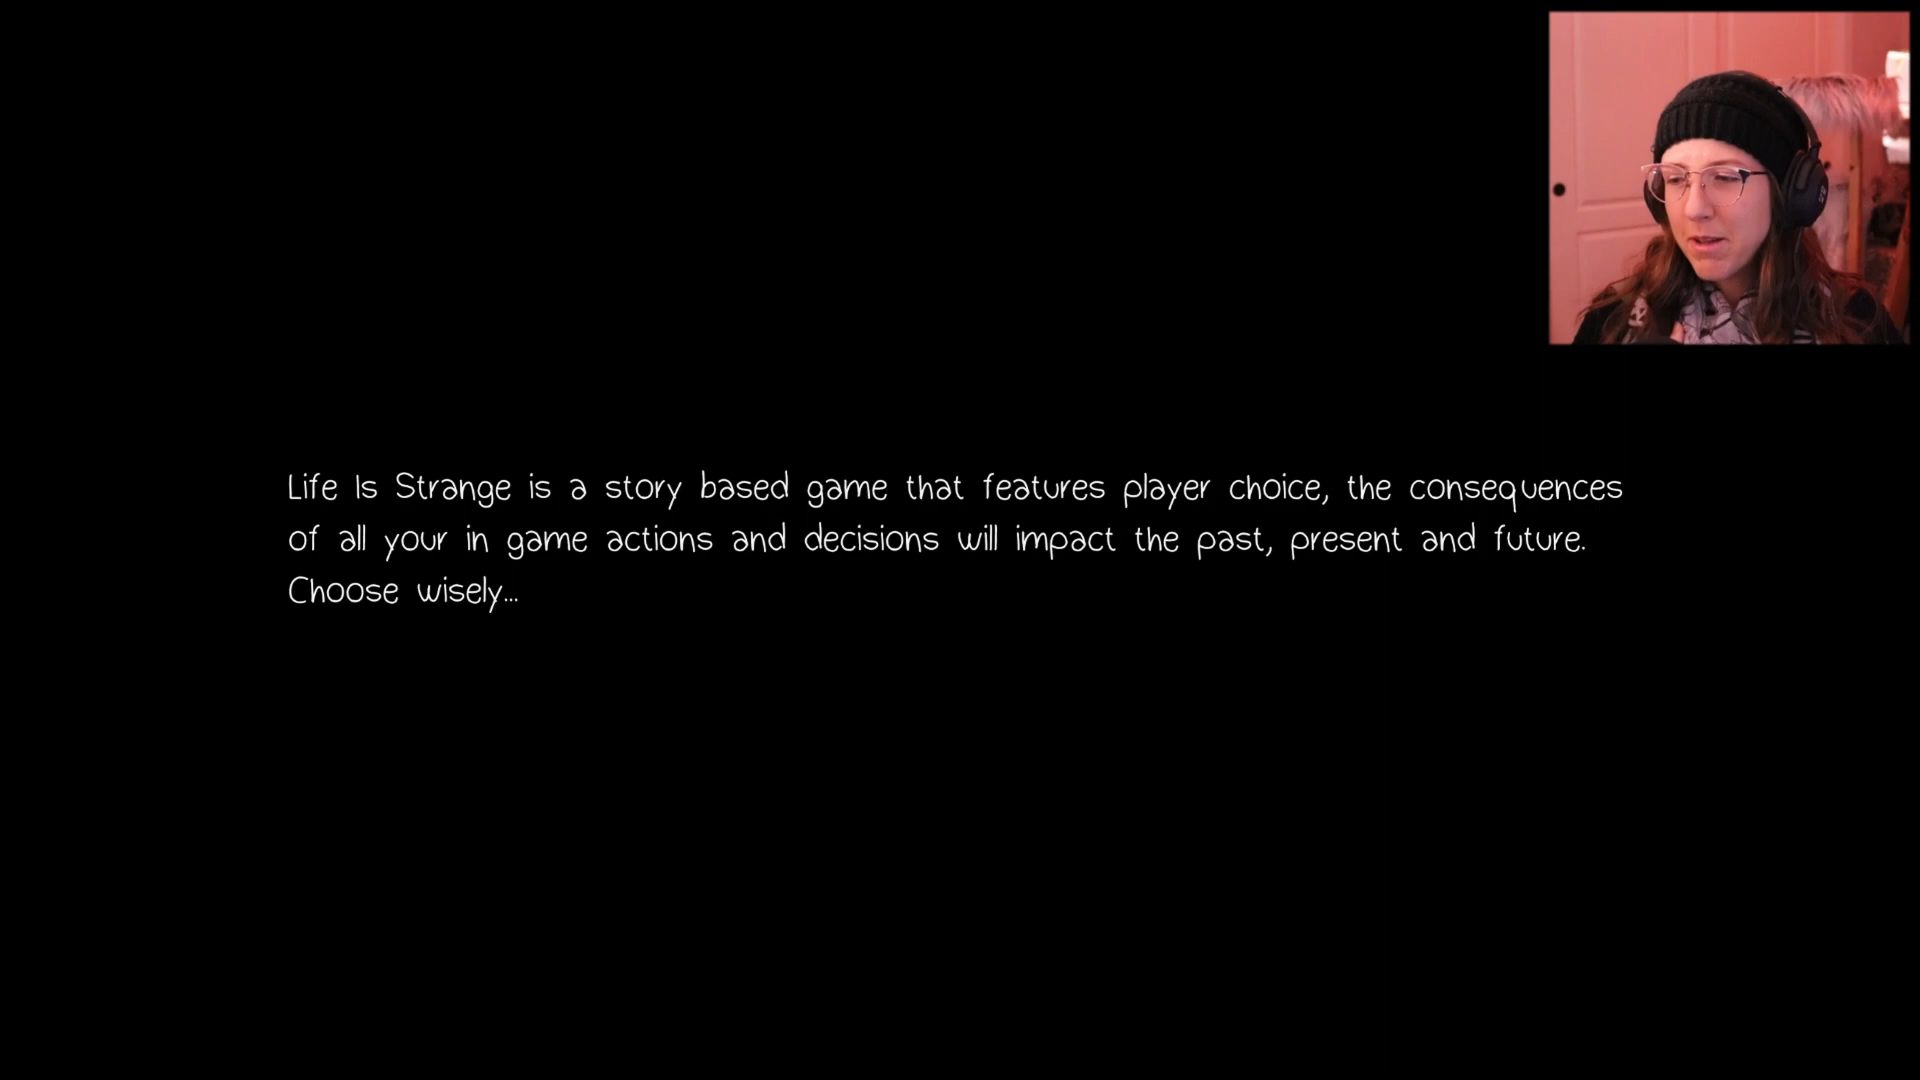 Life Is Strange is a story based game that features player choice, the consequences
of all your in game actions and decisions will impact the past, present and future.
Choose wisely...